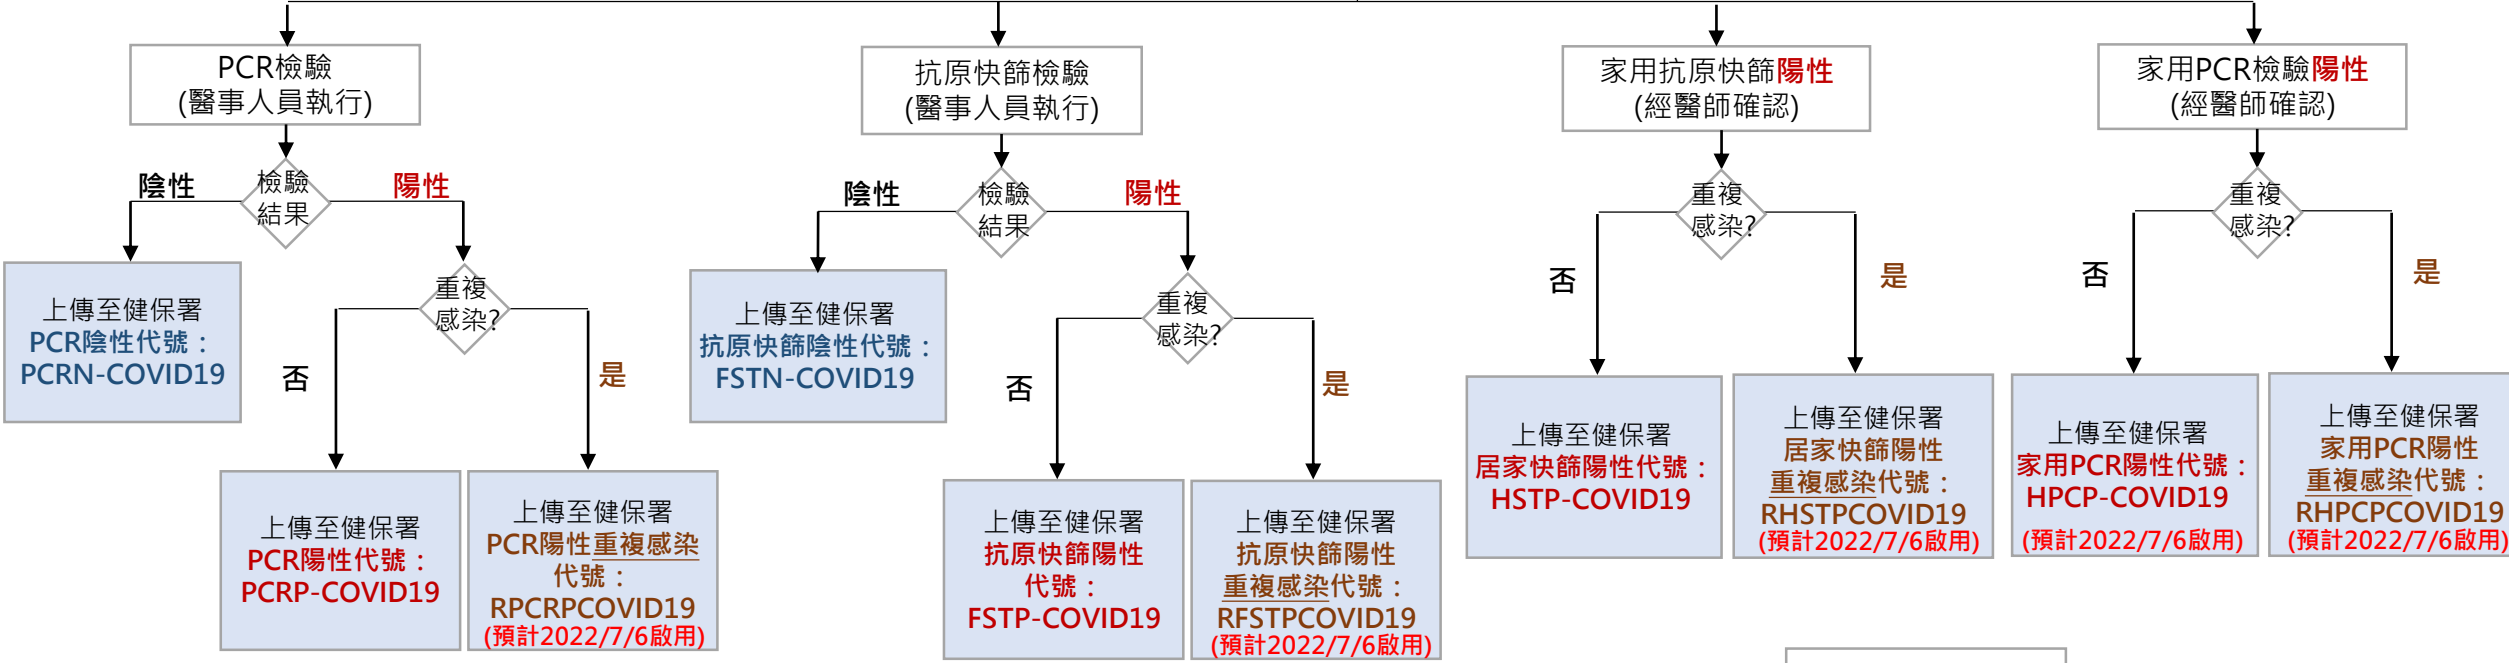 PCR檢驗
(醫事人員執行)
檢驗
結果
陰性
陽性
上傳至健保署
PCR陰性代號：
PCRN-COVID19
重複
感染?
否
是
上傳至健保署
PCR陽性代號：
PCRP-COVID19
上傳至健保署
PCR陽性重複感染
代號：
RPCRPCOVID19
(預計2022/7/6啟用)
抗原快篩檢驗
(醫事人員執行)
檢驗
結果
陰性
陽性
上傳至健保署
抗原快篩陰性代號：
FSTN-COVID19
重複
感染?
否
是
上傳至健保署
抗原快篩陽性
代號：
FSTP-COVID19
上傳至健保署
抗原快篩陽性
重複感染代號：
RFSTPCOVID19
(預計2022/7/6啟用)
家用抗原快篩陽性
(經醫師確認)
重複
感染?
否
是
上傳至健保署
居家快篩陽性代號：
HSTP-COVID19
上傳至健保署
居家快篩陽性
重複感染代號：
RHSTPCOVID19
(預計2022/7/6啟用)
家用PCR檢驗陽性
(經醫師確認)
重複
感染?
否
是
上傳至健保署
家用PCR陽性代號：
HPCP-COVID19
(預計2022/7/6啟用)
上傳至健保署
家用PCR陽性
重複感染代號：
RHPCPCOVID19
(預計2022/7/6啟用)